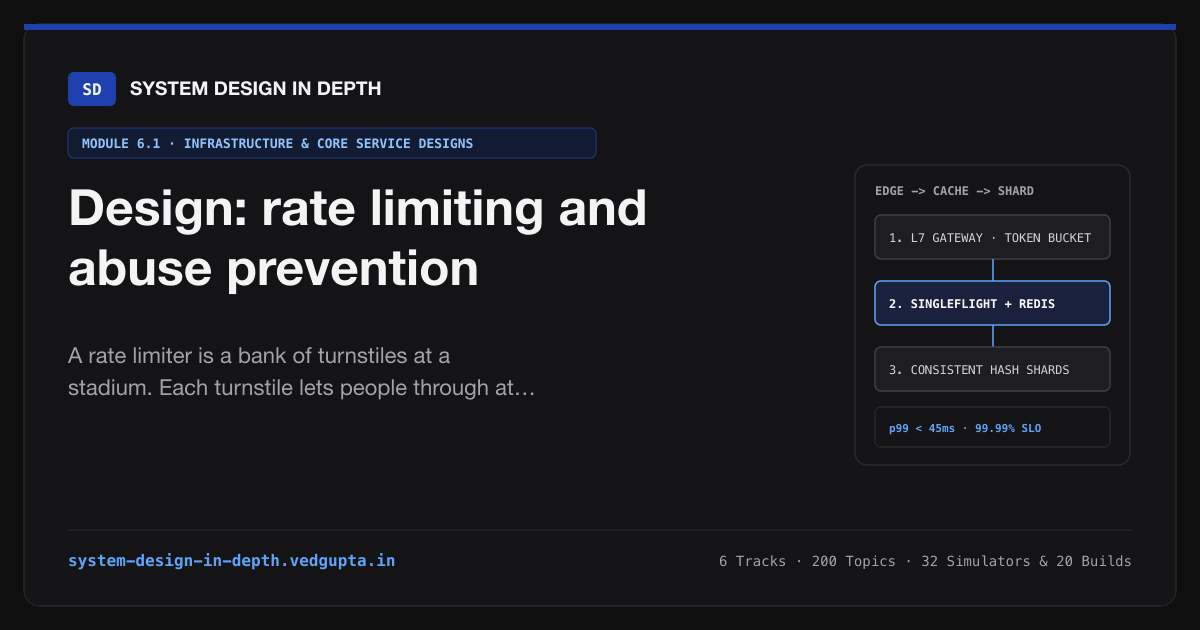 SD
SYSTEM DESIGN IN DEPTH
MODULE 6.1 · INFRASTRUCTURE & CORE SERVICE DESIGNS
Design: rate limiting and
abuse prevention
A rate limiter is a bank of turnstiles at a
stadium. Each turnstile lets people through at…
EDGE −> CACHE −> SHARD
1. L7 GATEWAY · TOKEN BUCKET
2. SINGLEFLIGHT + REDIS
3. CONSISTENT HASH SHARDS
p99 < 45ms · 99.99% SLO
system-design-in-depth.vedgupta.in
6 Tracks · 200 Topics · 32 Simulators & 20 Builds